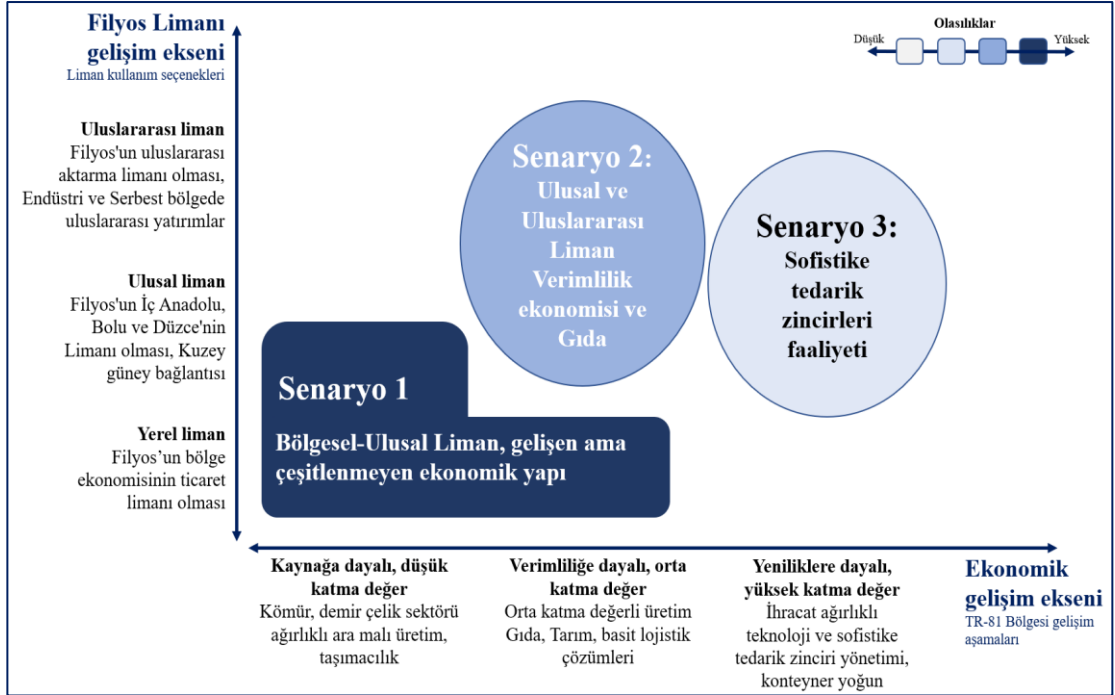 Filyos Limanı
gelişim ekseni
Liman kullanım seçenekleri
Olasılıklar
Düşük
Yüksek
Uluslararası liman
Filyos'un uluslararası
aktarma limanı olması,
Endüstri ve Serbest bölgede
uluslararası yatırımlar
Ulusal liman
Filyos'un İç Anadolu,
Bolu ve Düzce'nin
Limanı olması, Kuzey
güney bağlantısı
Yerel liman
Filyos’un bölge
ekonomisinin ticaret
limanı olması
Senaryo 1
Bölgesel-Ulusal Liman, gelişen ama
çeşitlenmeyen ekonomik yapı
Senaryo 2:
Ulusal ve
Uluslararası
Liman
Verimlilik
ekonomisi ve
Gıda
Senaryo 3:
Sofistike
tedarik
zincirleri
faaliyeti
Kaynağa dayalı, düşük
katma değer
Kömür, demir çelik sektörü
ağırlıklı ara malı üretim,
taşımacılık
Verimliliğe dayalı, orta
katma değer
Orta katma değerli üretim
Gıda, Tarım, basit lojistik
çözümleri
Yeniliklere dayalı,
yüksek katma değer
İhracat ağırlıklı
teknoloji ve sofistike
tedarik zinciri yönetimi,
konteyner yoğun
Ekonomik
gelişim ekseni
TR-81 Bölgesi gelişim
aşamaları